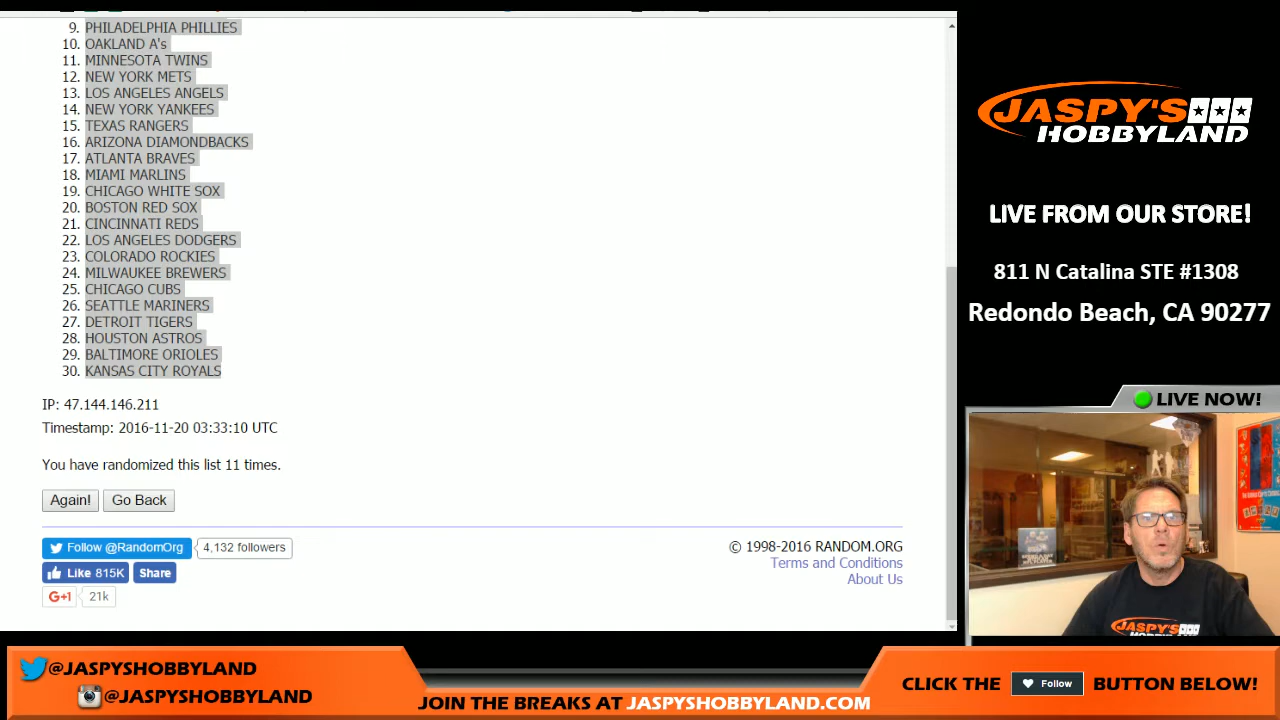 9. PHILADELPHIA PHILLIES
10. OAKLAND A's
11. MINNESOTA TWINS
12. NEW YORK METS
13. LOS ANGELES ANGELS
14. NEW YORK YANKEES
15. TEXAS RANGERS
16. ARIZONA DIAMONDBACKS
17. ATLANTA BRAVES
18. MIAMI MARLINS
19. CHICAGO WHITE SOX
20. BOSTON RED SOX
21. CINCINNATI REDS
22. LOS ANGELES DODGERS
23. COLORADO ROCKIES
24. MILWAUKEE BREWERS
25. CHICAGO CUBS
26. SEATTLE MARINERS
27. DETROIT TIGERS
28. HOUSTON ASTROS
29. BALTIMORE ORIOLES
30. KANSAS CITY ROYALS
IP: 47.144.146.211
Timestamp: 2016-11-20 03:33:10 UTC
You have randomized this list 11 times.
Again! Go Back
Follow @RandomOrg 4,132 followers
Like 815K Share
G+1 21k
© 1998-2016 RANDOM.ORG
Terms and Conditions
About Us
JASPY'S
HOBBYLAND
LIVE FROM OUR STORE!
811 N Catalina STE #1308
Redondo Beach, CA 90277
LIVE NOW!
JASPY'S
HOBBYLAND
@JASPYSHOBBYLAND
@JASPYSHOBBYLAND
JOIN THE BREAKS AT JASPYSHOBBYLAND.COM
CLICK THE Follow BUTTON BELOW!